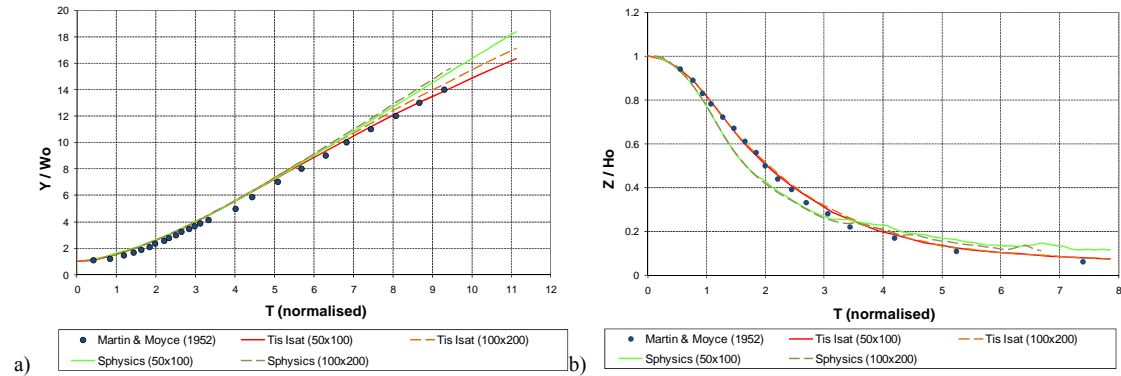 20
18
16
14
12
10
8
6
4
2
0
Y / Wo
0 1 2 3 4 5 6 7 8 9 10 11 12
T (normalised)
Martin & Moyce (1952) Tis Isat (50x100) Tis Isat (100x200)
Sphysics (50x100) Sphysics (100x200)
a)
1.2
1
0.8
0.6
0.4
0.2
0
Z / Ho
0 1 2 3 4 5 6 7 8
T (normalised)
Martin & Moyce (1952) Tis Isat (50x100) Tis Isat (100x200)
Sphysics (50x100) Sphysics (100x200)
b)